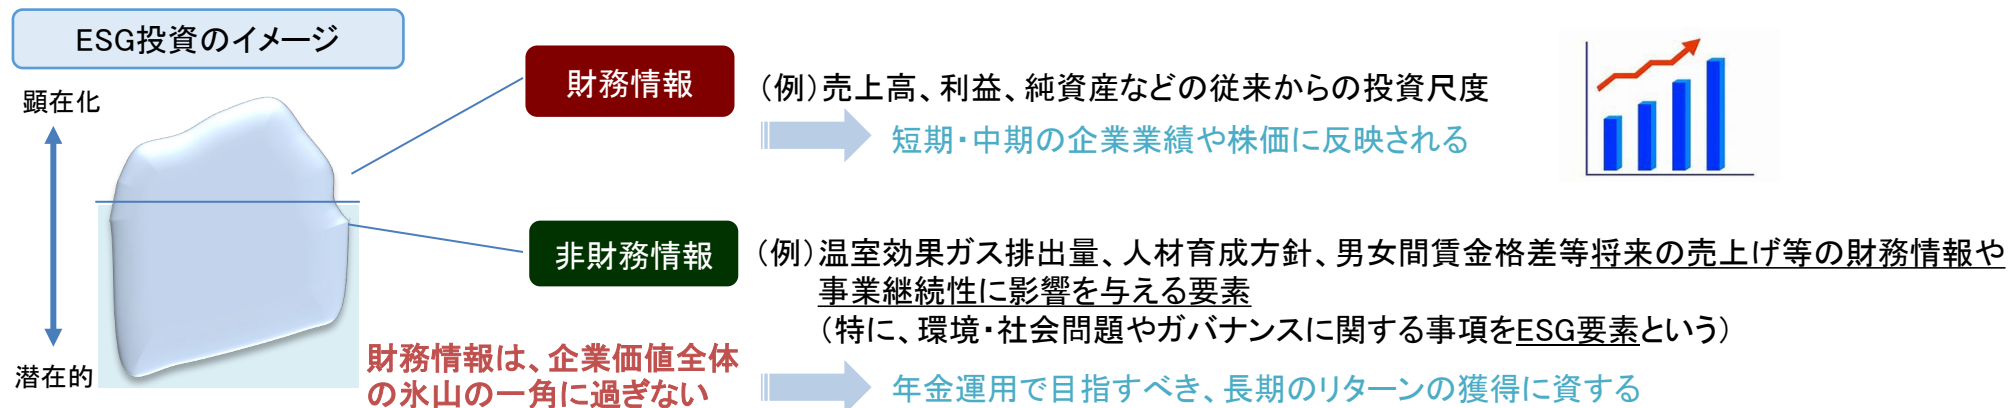 ESG投資のイメージ
顕在化
財務情報
（例）売上高、利益、純資産などの従来からの投資尺度
短期・中期の企業業績や株価に反映される
非財務情報
（例）温室効果ガス排出量、人材育成方針、男女間賃金格差等将来の売上げ等の財務情報や
事業継続性に影響を与える要素
（特に、環境・社会問題やガバナンスに関する事項をESG要素という）
潜在的
財務情報は、企業価値全体
の氷山の一角に過ぎない
年金運用で目指すべき、長期のリターンの獲得に資する